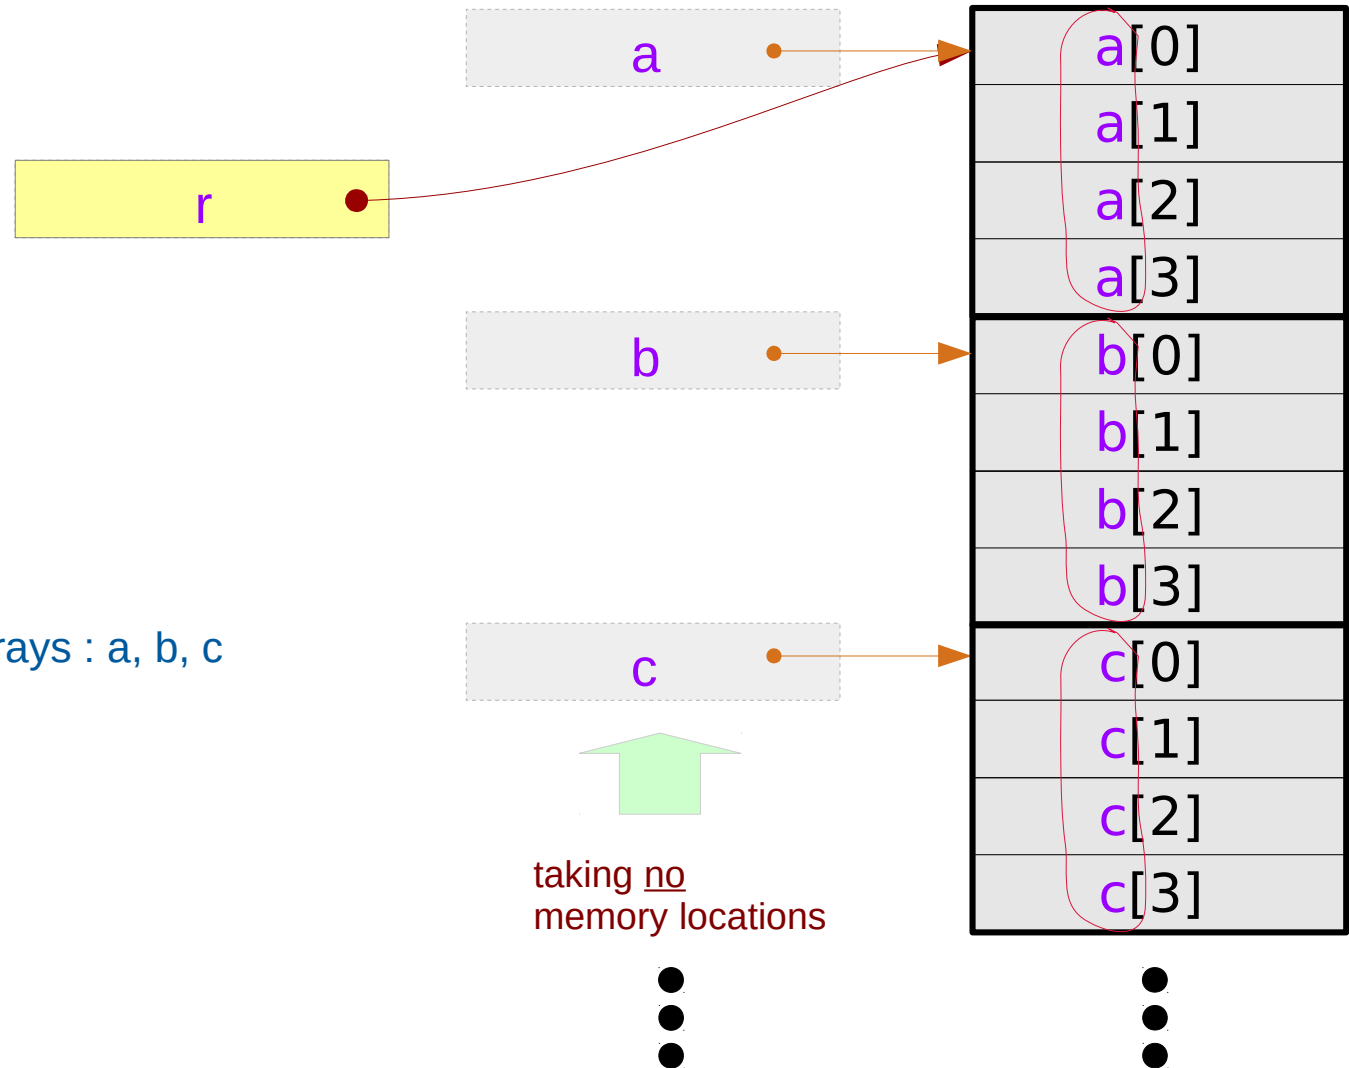 a
a[0]
a[1]
r
a[2]
a[3]
b
b[0]
b[1]
b[2]
b[3]
rays : a, b, c
c
c[0]
c[1]
c[2]
taking no
memory locations
c[3]